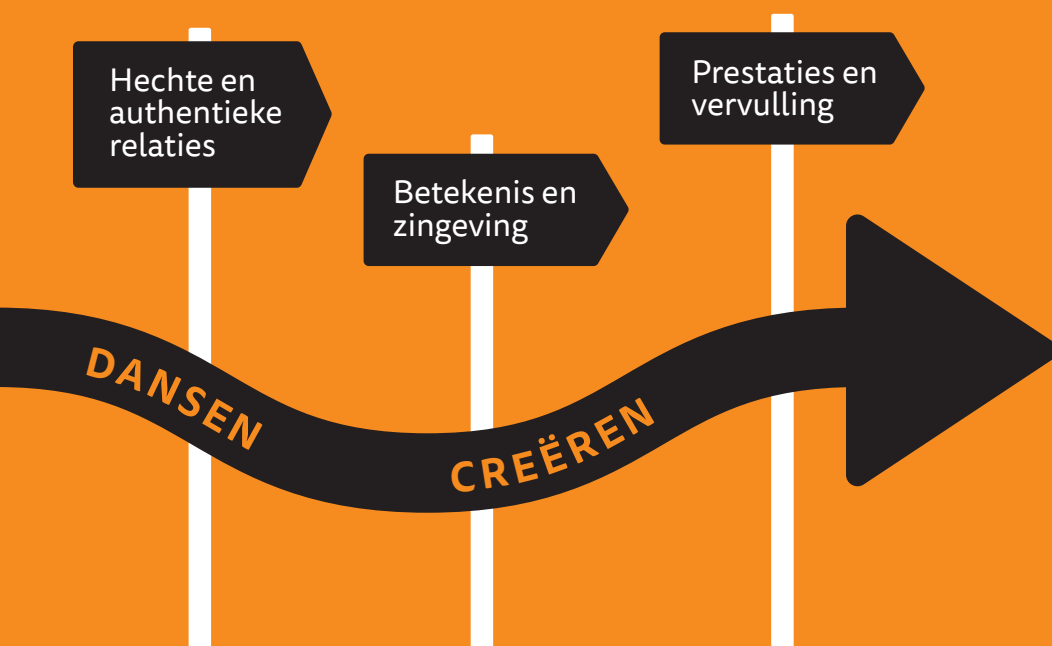 Hechte en
authentieke
relaties
Betekenis en
zingeving
Prestaties en
vervulling
DANSEN
CREËREN